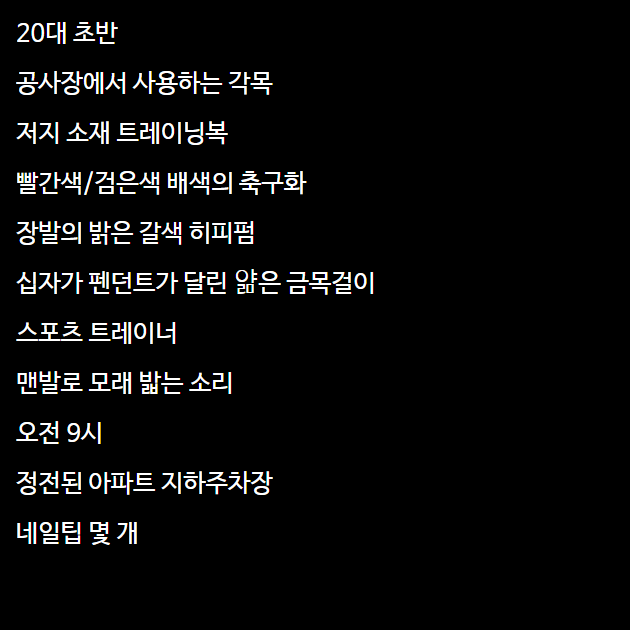 20대 초반
공사장에서 사용하는 각목
저지 소재 트레이닝복
빨간색/검은색 배색의 축구화
장발의 밝은 갈색 히피펌
십자가 펜던트가 달린 얇은 금목걸이
스포츠 트레이너
맨발로 모래 밟는 소리
오전 9시
정전된 아파트 지하주차장
네일팁 몇 개